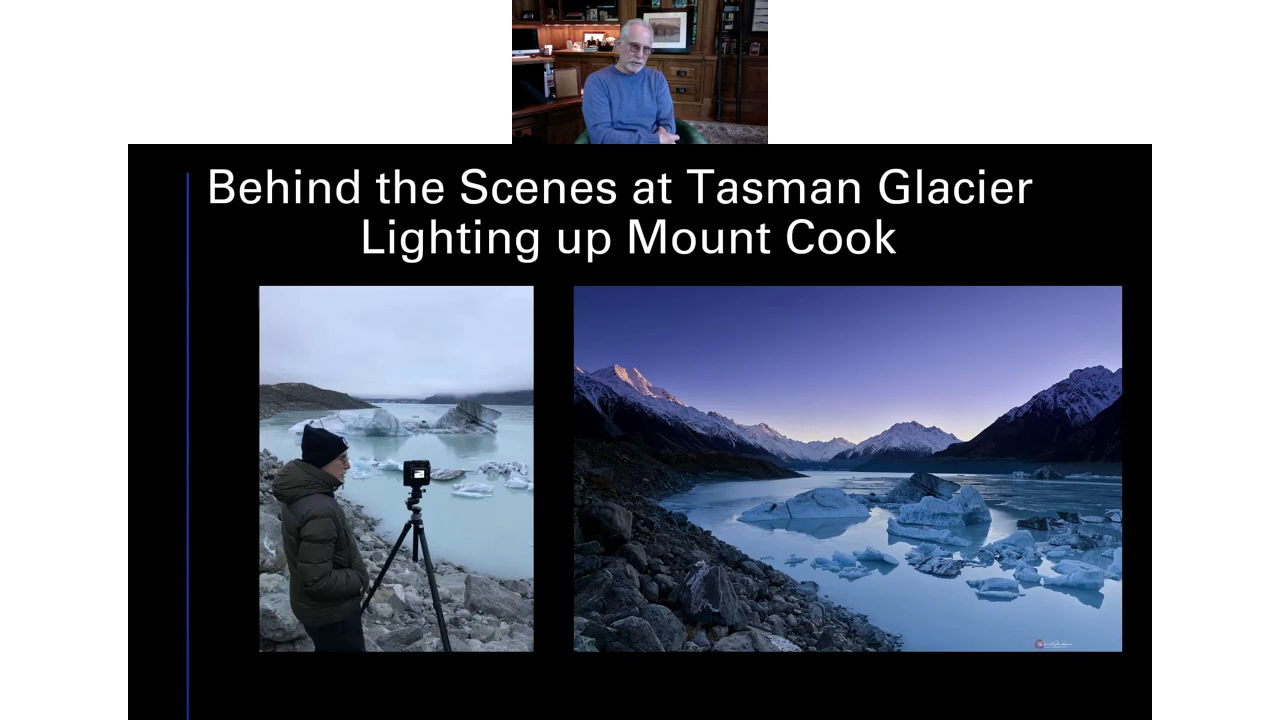 Behind the Scenes at Tasman Glacier
Lighting up Mount Cook